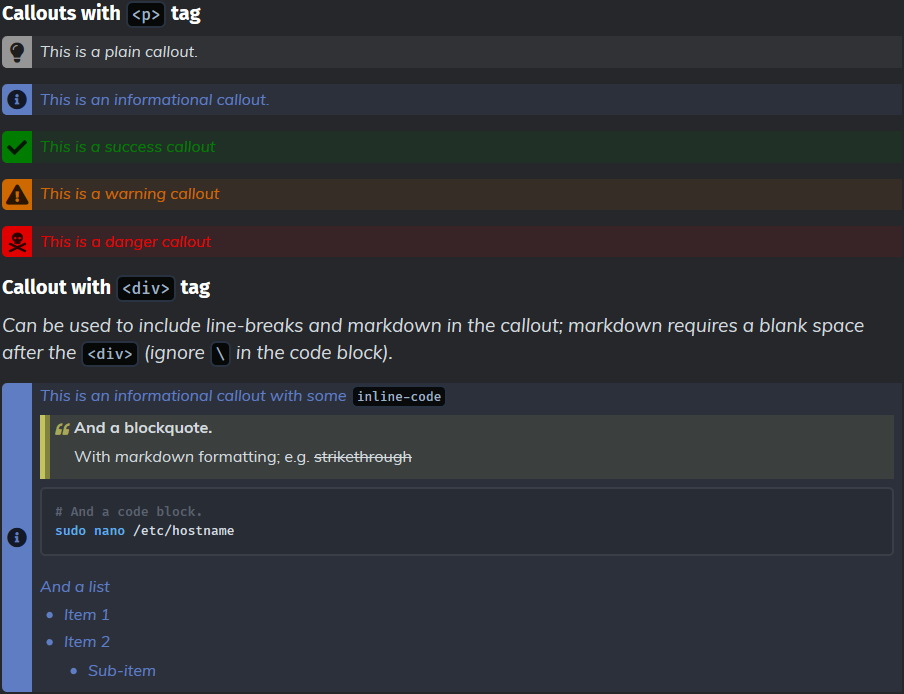 Callouts with <p> tag
This is a plain callout.
This is an informational callout.
This is a success callout
This is a warning callout
This is a danger callout
Callout with <div> tag
Can be used to include line-breaks and markdown in the callout; markdown requires a blank space
after the <div> (ignore \ in the code block).
This is an informational callout with some inline-code
And a blockquote.
With markdown formatting; e.g. strikethrough
# And a code block.
sudo nano /etc/hostname
And a list
Item 1
Item 2
Sub-item